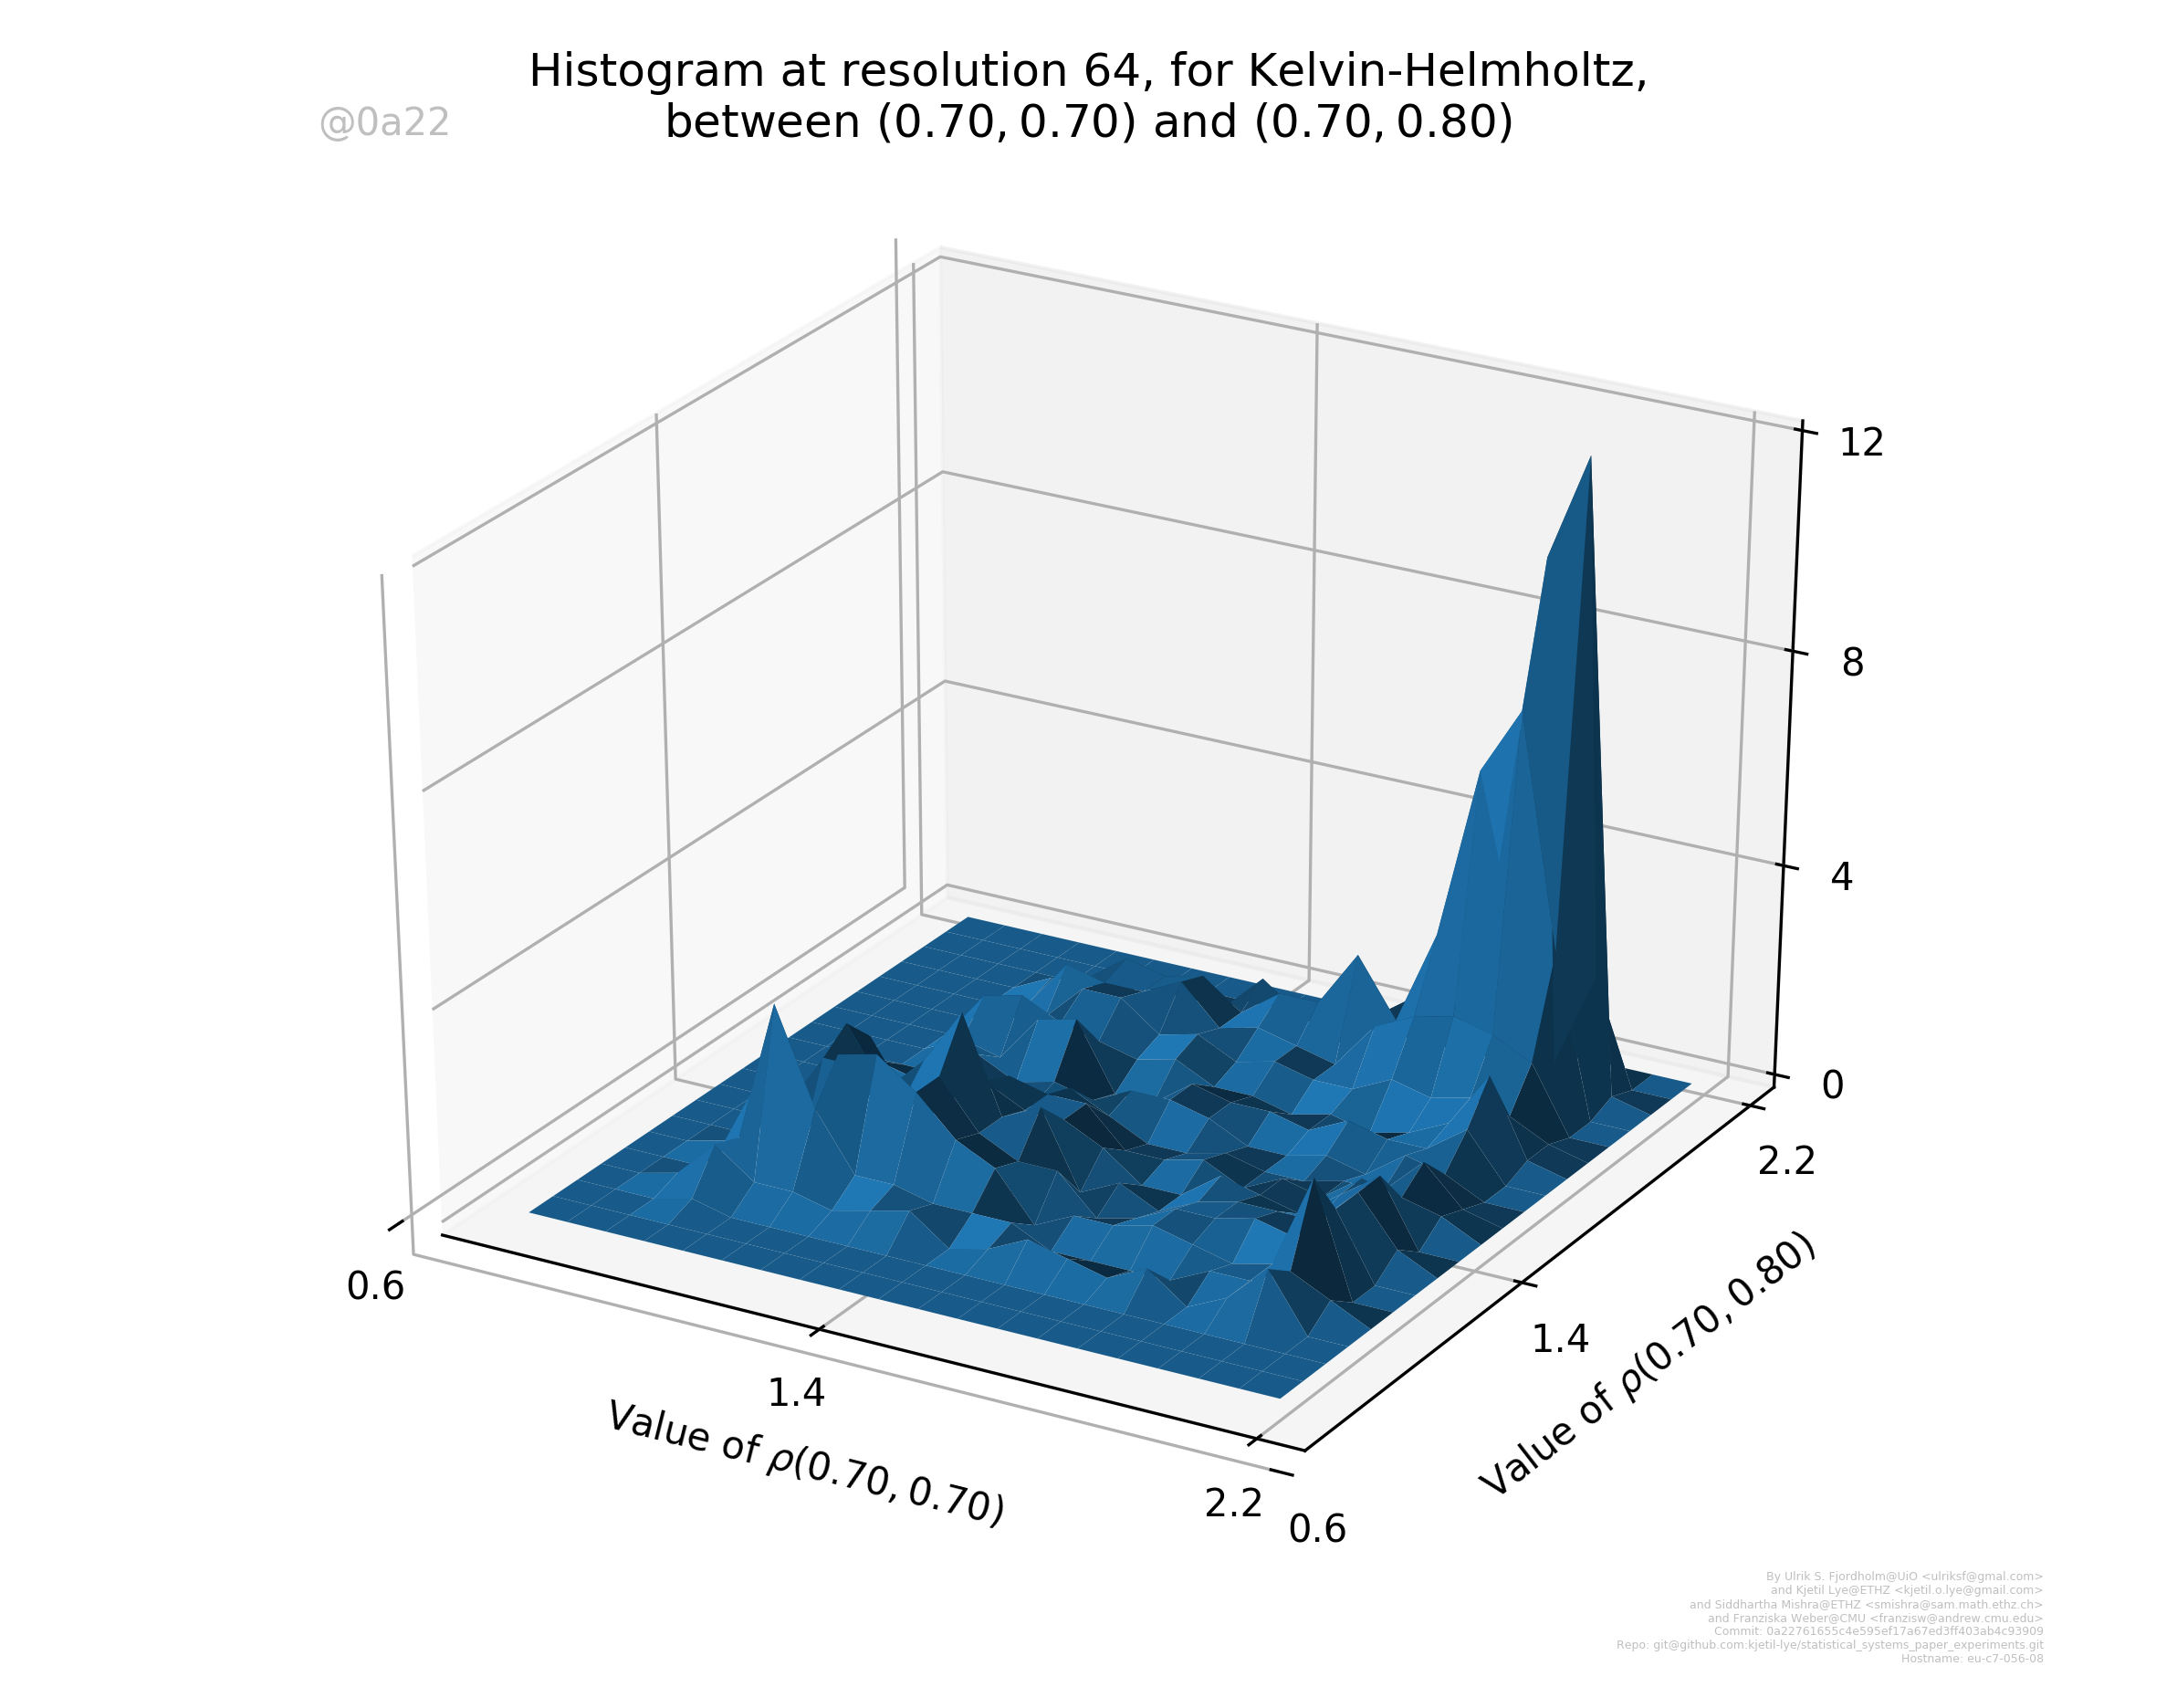 Histogram at resolution 64, for Kelvin-Helmholtz,
between (0.70, 0.70) and (0.70, 0.80)
@0a22
12
8
4
0
2.2
1.4
0.6
Value of ρ(0.70, 0.80)
0.6
1.4
2.2
Value of ρ(0.70, 0.70)
By Ulrik S. Fjordholm@UiO <ulriksf@gmal.com>
and Kjetil Lye@ETHZ <kjetil.o.lye@gmail.com>
and Siddhartha Mishra@ETHZ <smishra@sam.math.ethz.ch>
and Franziska Weber@CMU <franzisw@andrew.cmu.edu>
Commit: 0a22761655c4e595ef17a67ed3ff403ab4c93909
Repo: git@github.com:kjetil-lye/statistical_systems_paper_experiments.git
Hostname: eu-c7-056-08